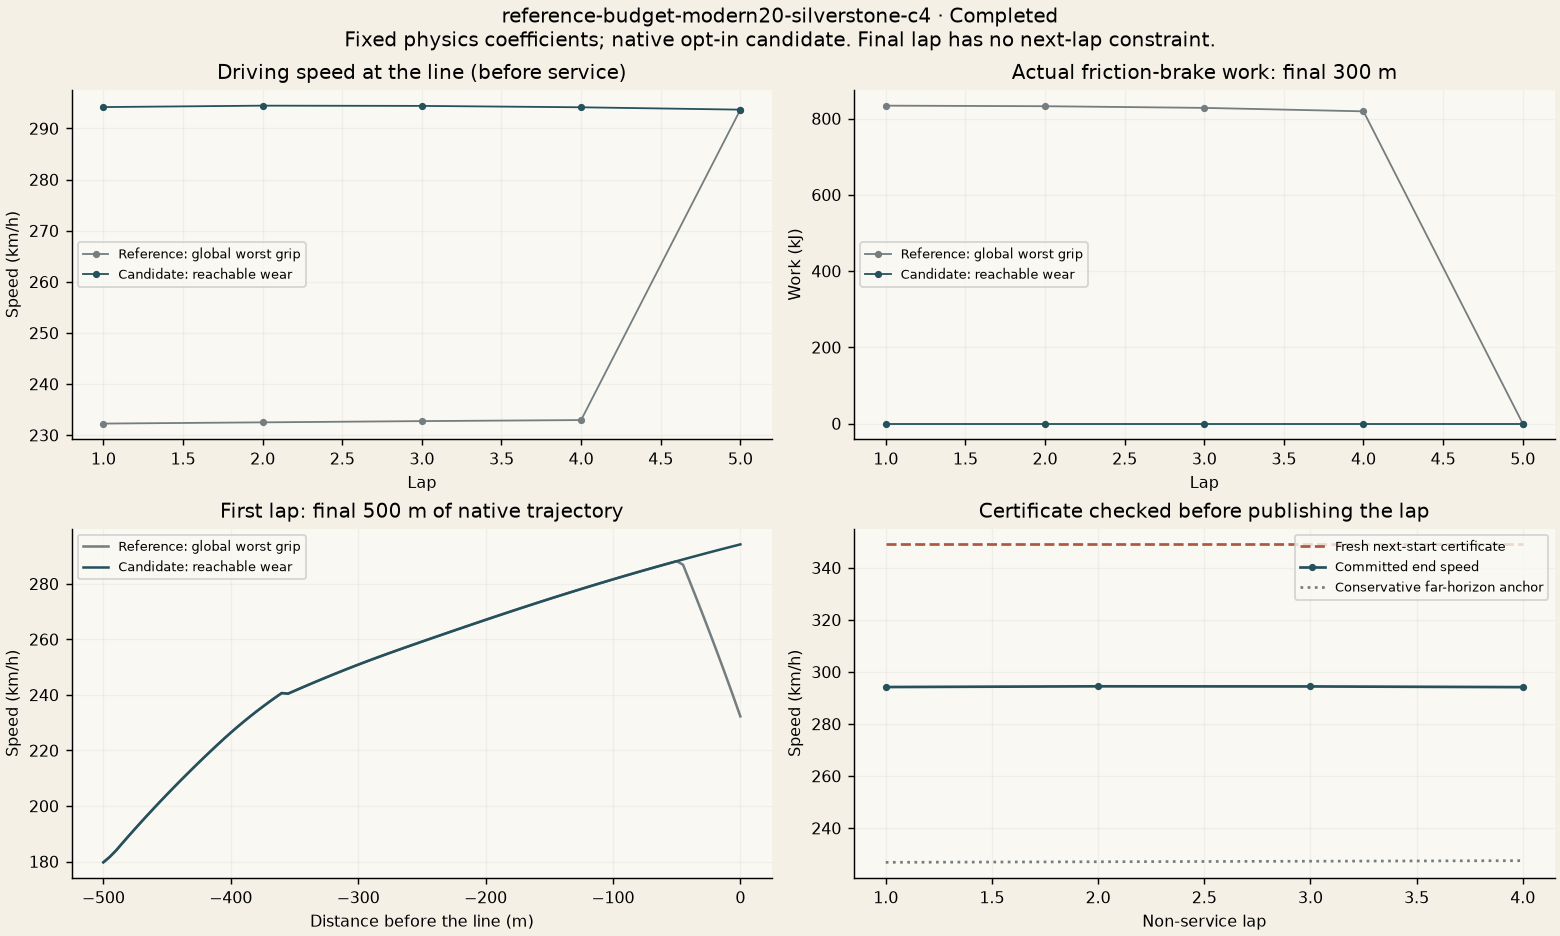 reference-budget-modern20-silverstone-c4 · Completed
Fixed physics coefficients; native opt-in candidate. Final lap has no next-lap constraint.
Driving speed at the line (before service)
Speed (km/h)
290
280
270
260
250
240
230
Reference: global worst grip
Candidate: reachable wear
1.0 1.5 2.0 2.5 3.0 3.5 4.0 4.5 5.0
Lap
Actual friction-brake work: final 300 m
Work (kJ)
800
600
400
200
0
Reference: global worst grip
Candidate: reachable wear
1.0 1.5 2.0 2.5 3.0 3.5 4.0 4.5 5.0
Lap
First lap: final 500 m of native trajectory
Speed (km/h)
280
260
240
220
200
180
Reference: global worst grip
Candidate: reachable wear
−500 −400 −300 −200 −100 0
Distance before the line (m)
Certificate checked before publishing the lap
Speed (km/h)
340
320
300
280
260
240
Fresh next-start certificate
Committed end speed
Conservative far-horizon anchor
1.0 1.5 2.0 2.5 3.0 3.5 4.0
Non-service lap